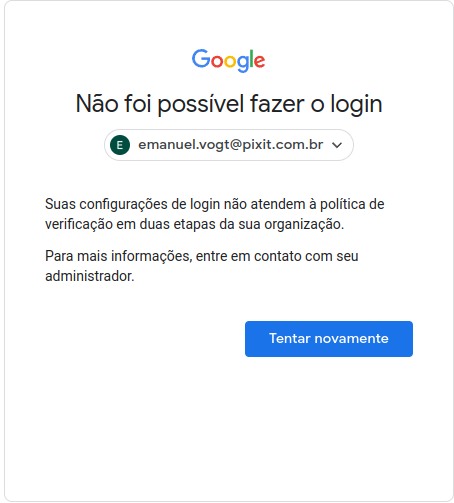 Google
Não foi possível fazer o login
E emanuel.vogt@pixit.com.br
Suas configurações de login não atendem à política de
verificação em duas etapas da sua organização.
Para mais informações, entre em contato com seu
administrador.
Tentar novamente